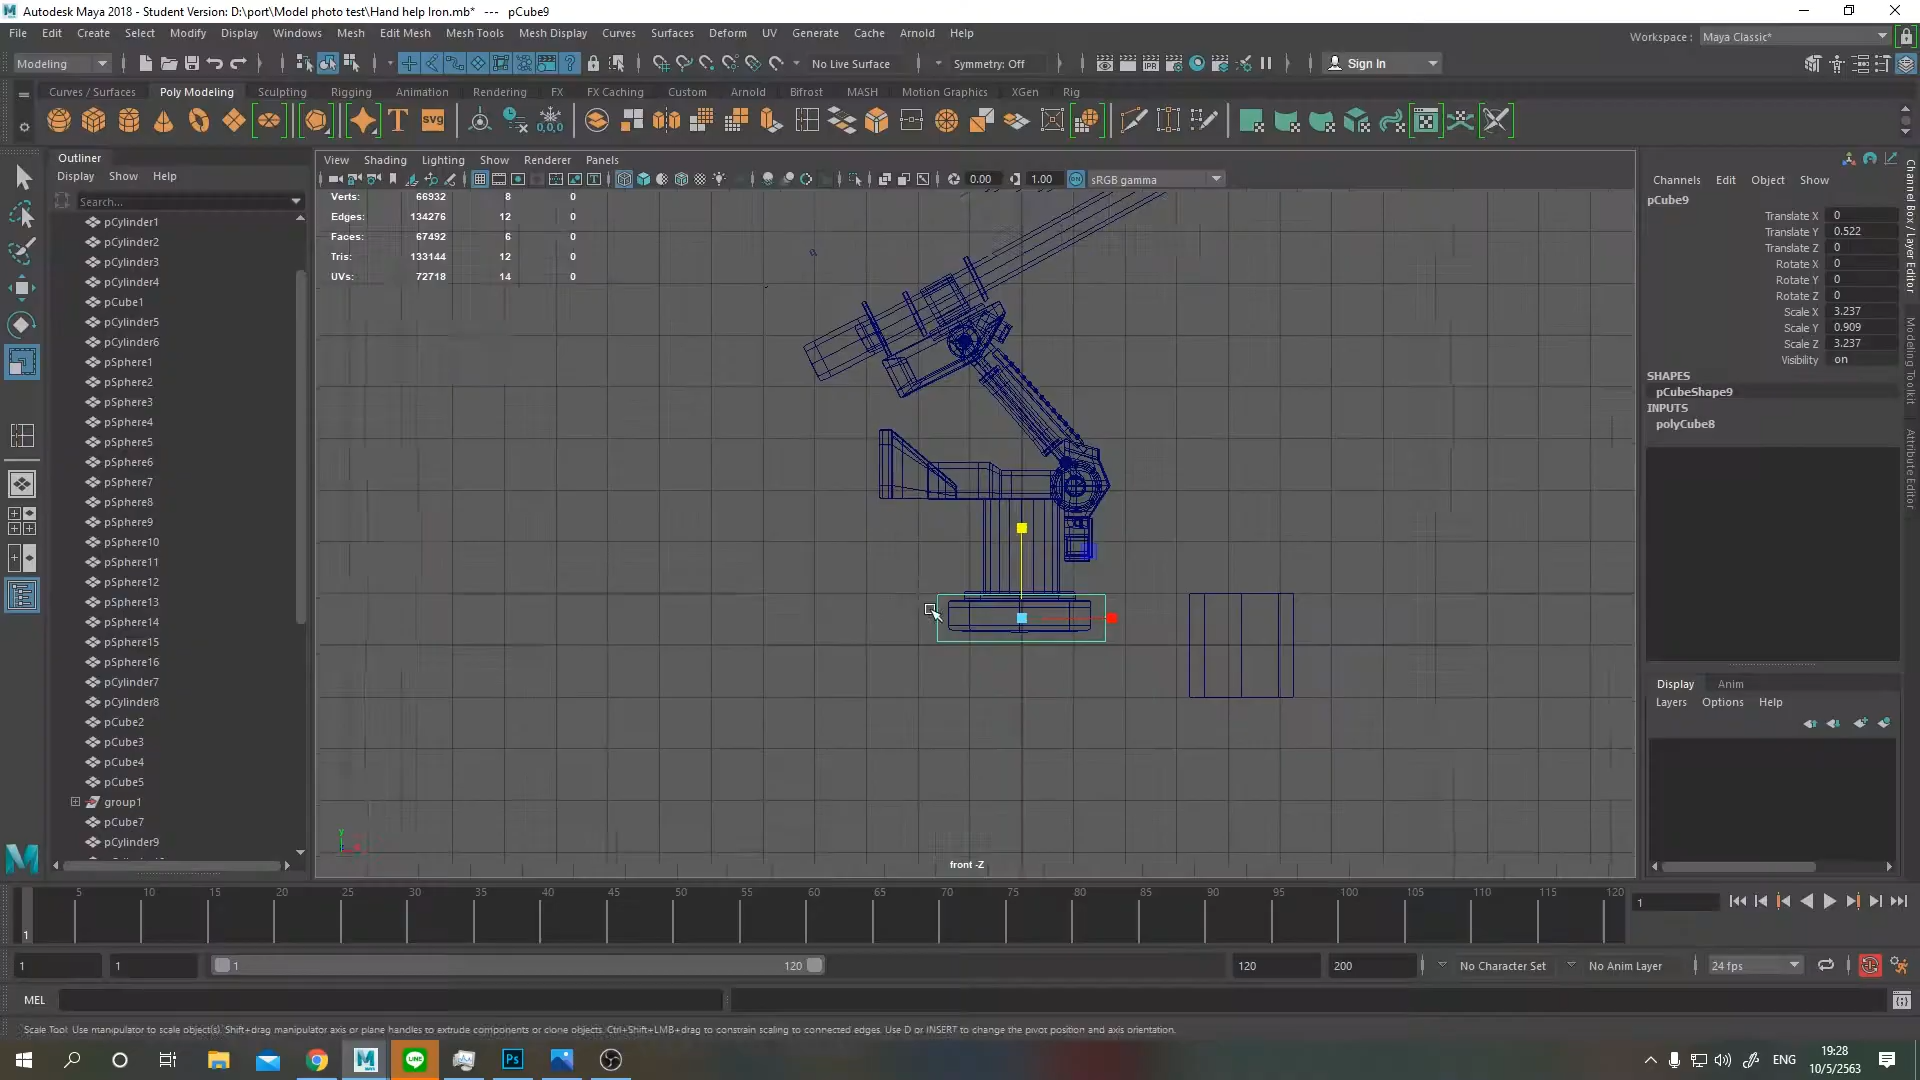 Autodesk Maya 2018 - Student Version: D:\port\Model photo test\Hand help Iron.mb*  ---  pCube9
File Edit Create Select Modify Display Windows Mesh Edit Mesh Mesh Tools Mesh Display Curves Surfaces Deform UV Generate Cache Arnold Help
Workspace : Maya Classic*
Modeling No Live Surface Symmetry: Off Sign In
Curves / Surfaces Poly Modeling Sculpting Rigging Animation Rendering FX FX Caching Custom Arnold Bifrost MASH Motion Graphics XGen Rig
T SVG 0,0,0
Outliner
Display Show Help
Search...
pCylinder1
pCylinder2
pCylinder3
pCylinder4
pCube1
pCylinder5
pCylinder6
pSphere1
pSphere2
pSphere3
pSphere4
pSphere5
pSphere6
pSphere7
pSphere8
pSphere9
pSphere10
pSphere11
pSphere12
pSphere13
pSphere14
pSphere15
pSphere16
pCylinder7
pCylinder8
pCube2
pCube3
pCube4
pCube5
group1
pCube7
pCylinder9
View Shading Lighting Show Renderer Panels
0.00 1.00 sRGB gamma
Verts: 66932 8 0
Edges: 134276 12 0
Faces: 67492 6 0
Tris: 133144 12 0
UVs: 72718 14 0
y
front -Z
Channels Edit Object Show
pCube9
Translate X 0
Translate Y 0.522
Translate Z 0
Rotate X 0
Rotate Y 0
Rotate Z 0
Scale X 3.237
Scale Y 0.909
Scale Z 3.237
Visibility on
SHAPES
pCubeShape9
INPUTS
polyCube8
Display Anim
Layers Options Help
Channel Box / Layer Editor
Modeling Toolkit
Attribute Editor
5 10 15 20 25 30 35 40 45 50 55 60 65 70 75 80 85 90 95 100 105 110 115 120
1
1
1 1 1 120 120 200 No Character Set No Anim Layer 24 fps
MEL
Scale Tool: Use manipulator to scale object(s). Shift+drag manipulator axis or plane handles to extrude components or clone objects. Ctrl+Shift+LMB+drag to constrain scaling to connected edges. Use D or INSERT to change the pivot position and axis orientation.
ENG
19:28
10/5/2563